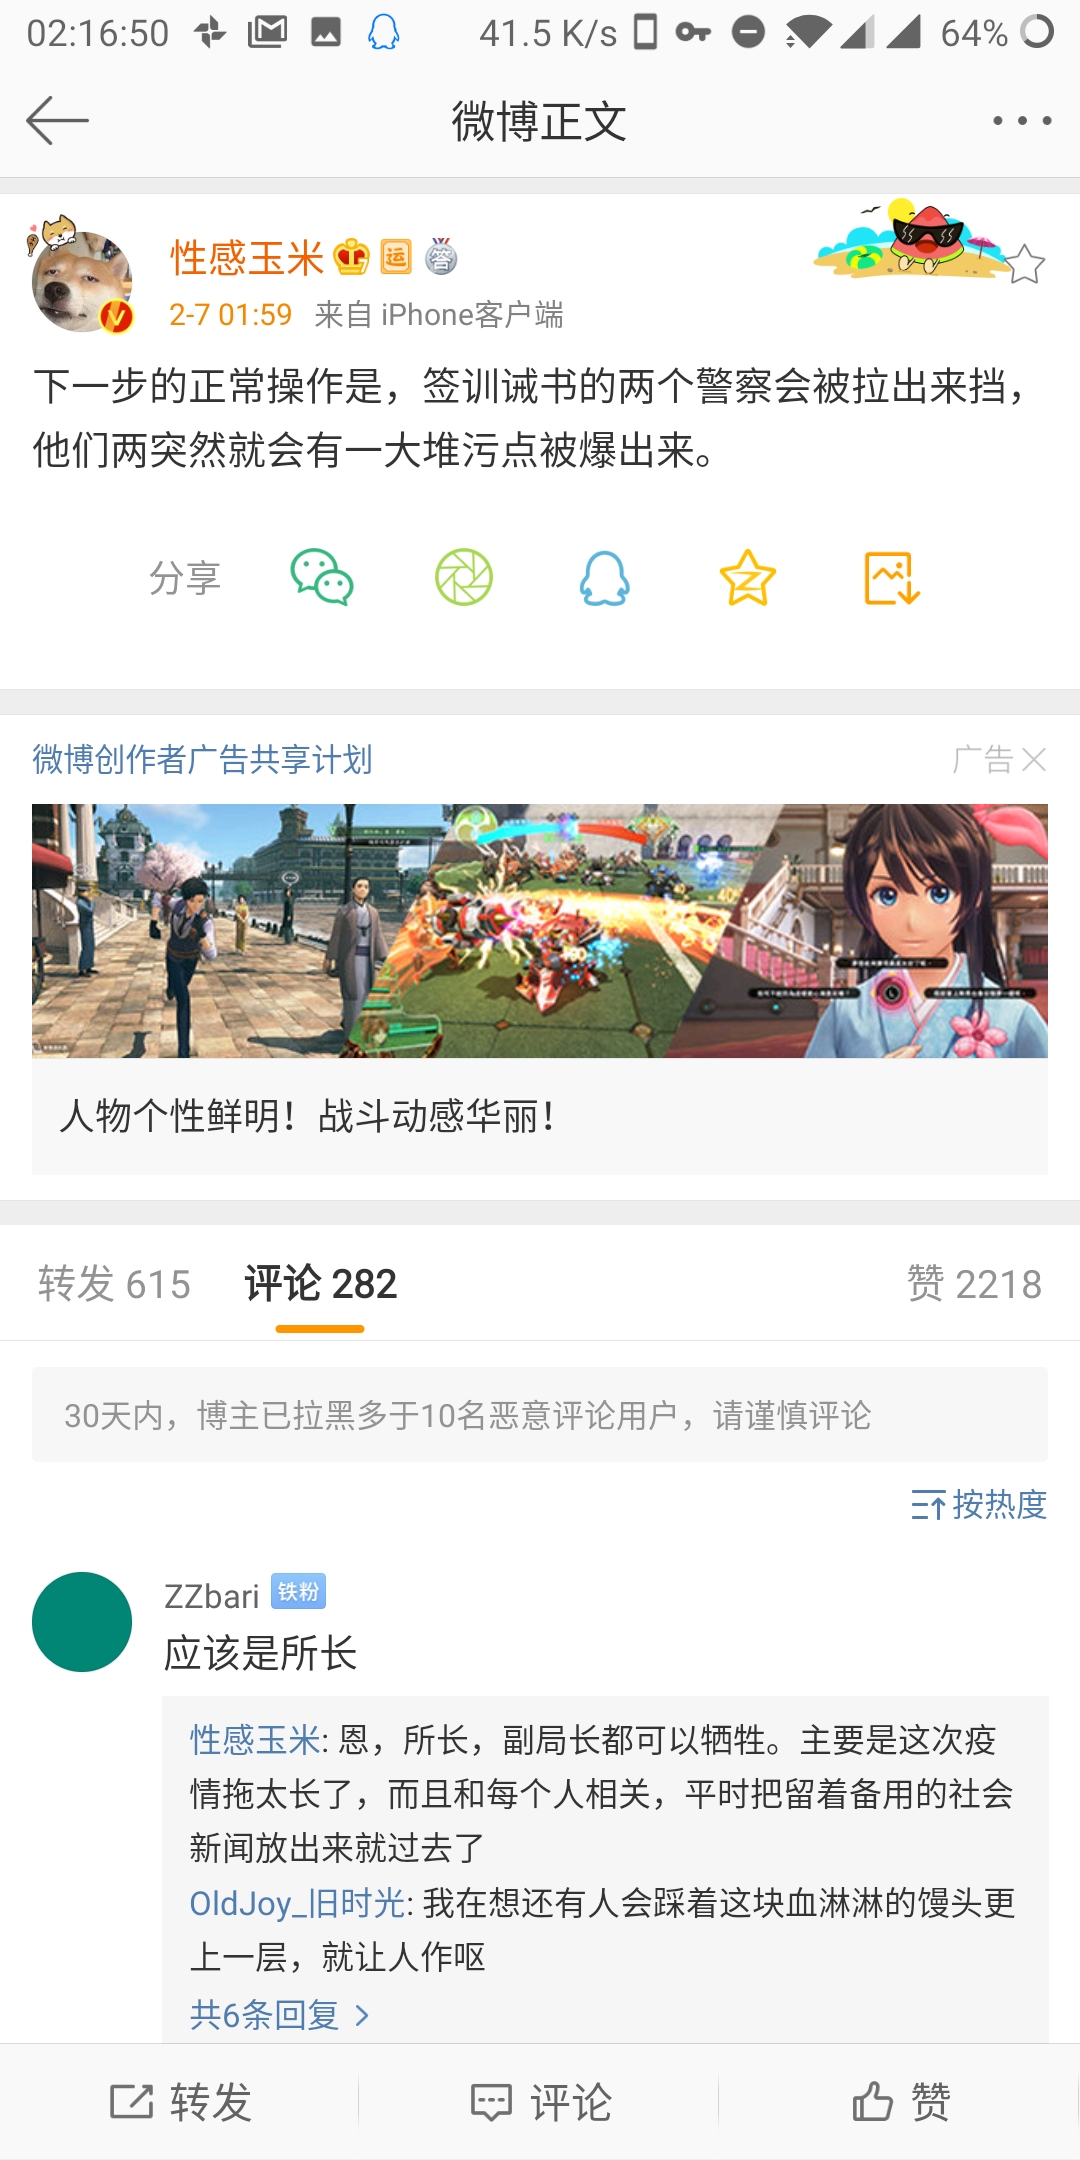 02:16:50 41.5 K/s 64%
微博正文
性感玉米 运 答
2-7 01:59 来自 iPhone客户端
下一步的正常操作是，签训诫书的两个警察会被拉出来挡，
他们两突然就会有一大堆污点被爆出来。
分享
微博创作者广告共享计划 广告
人物个性鲜明！战斗动感华丽！
转发 615 评论 282 赞 2218
30天内，博主已拉黑多于10名恶意评论用户，请谨慎评论
按热度
ZZbari 铁粉
应该是所长
性感玉米: 恩，所长，副局长都可以牺牲。主要是这次疫
情拖太长了，而且和每个人相关，平时把留着备用的社会
新闻放出来就过去了
OldJoy_旧时光: 我在想还有人会踩着这块血淋淋的馒头更
上一层，就让人作呕
共6条回复
转发 评论 赞